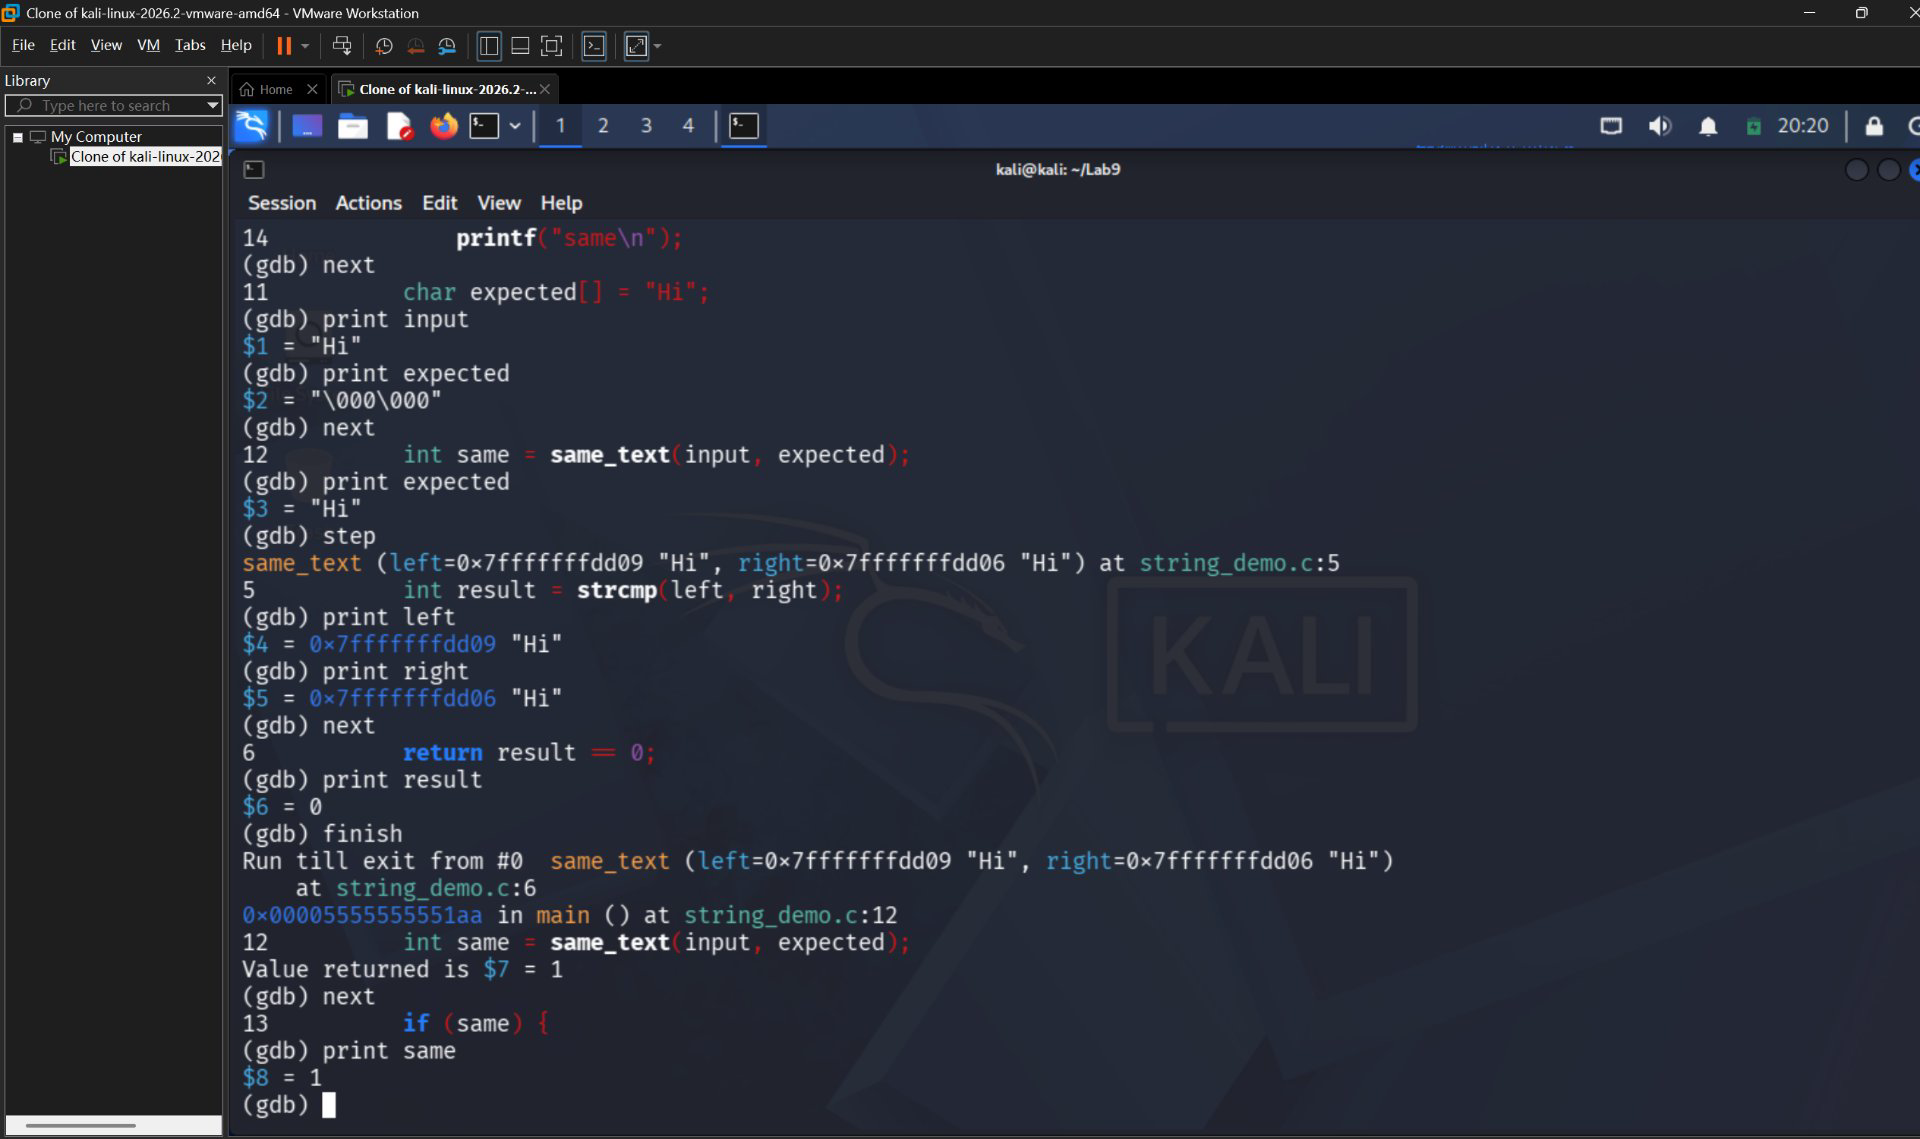 Clone of kali-linux-2026.2-vmware-amd64 - VMware Workstation
File Edit View VM Tabs Help
Library
Type here to search
My Computer
Clone of kali-linux-202
Home
Clone of kali-linux-2026.2-...
1 2 3 4
20:20
kali@kali: ~/Lab9
Session Actions Edit View Help
14 printf("same\n");
(gdb) next
11 char expected[] = "Hi";
(gdb) print input
$1 = "Hi"
(gdb) print expected
$2 = "\000\000"
(gdb) next
12 int same = same_text(input, expected);
(gdb) print expected
$3 = "Hi"
(gdb) step
same_text (left=0x7fffffffdd09 "Hi", right=0x7fffffffdd06 "Hi") at string_demo.c:5
5 int result = strcmp(left, right);
(gdb) print left
$4 = 0x7fffffffdd09 "Hi"
(gdb) print right
$5 = 0x7fffffffdd06 "Hi"
(gdb) next
6 return result == 0;
(gdb) print result
$6 = 0
(gdb) finish
Run till exit from #0 same_text (left=0x7fffffffdd09 "Hi", right=0x7fffffffdd06 "Hi")
at string_demo.c:6
0x00005555555551aa in main () at string_demo.c:12
12 int same = same_text(input, expected);
Value returned is $7 = 1
(gdb) next
13 if (same) {
(gdb) print same
$8 = 1
(gdb)
KALI